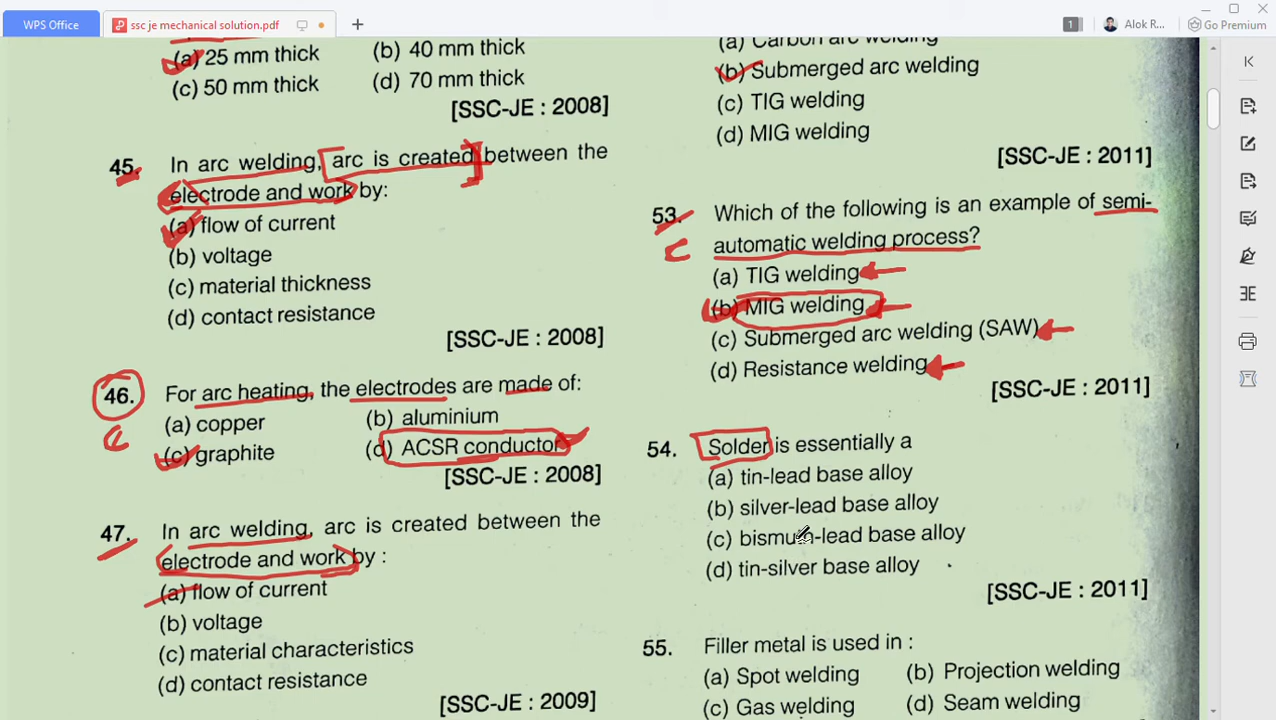 WPS Office
ssc je mechanical solution.pdf
1
Alok R...
Go Premium
(a) 25 mm thick
(b) 40 mm thick
(c) 50 mm thick
(d) 70 mm thick
[SSC-JE : 2008]
45. In arc welding, arc is created between the
electrode and work by:
(a) flow of current
(b) voltage
(c) material thickness
(d) contact resistance
[SSC-JE : 2008]
46. For arc heating, the electrodes are made of:
(a) copper
(b) aluminium
(c) graphite
(d) ACSR conductor
[SSC-JE : 2008]
47. In arc welding, arc is created between the
electrode and work by :
(a) flow of current
(b) voltage
(c) material characteristics
(d) contact resistance
[SSC-JE : 2009]
(a) Carbon arc welding
(b) Submerged arc welding
(c) TIG welding
(d) MIG welding
[SSC-JE : 2011]
53. Which of the following is an example of semi-
automatic welding process?
(a) TIG welding
(b) MIG welding
(c) Submerged arc welding (SAW)
(d) Resistance welding
[SSC-JE : 2011]
54. Solder is essentially a
(a) tin-lead base alloy
(b) silver-lead base alloy
(c) bismuth-lead base alloy
(d) tin-silver base alloy
[SSC-JE : 2011]
55. Filler metal is used in :
(a) Spot welding
(b) Projection welding
(c) Gas welding
(d) Seam welding